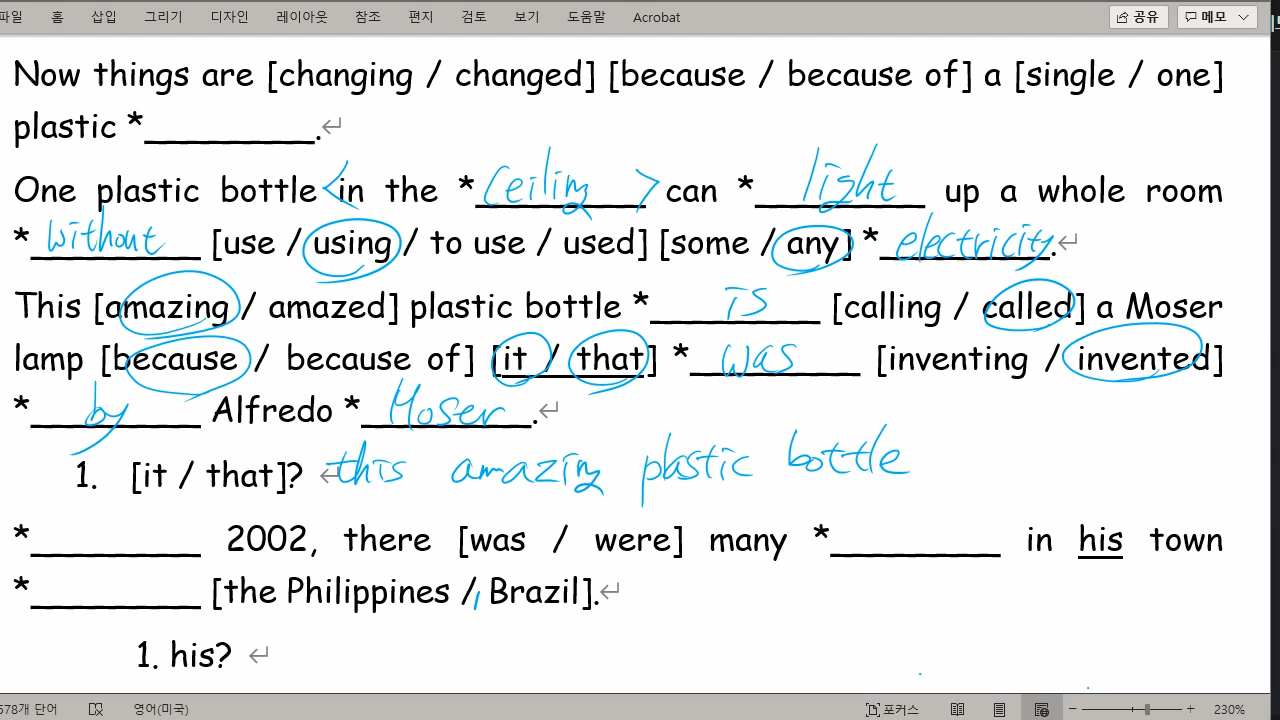 파일 홈 삽입 그리기 디자인 레이아웃 참조 편지 검토 보기 도움말 Acrobat 공유 메모
Now things are [changing / changed] [because / because of] a [single / one]
plastic *__________.
One plastic bottle <in the *ceiling> can *light up a whole room
*without [use / using / to use / used] [some / any] *electricity.
This [amazing / amazed] plastic bottle *is [calling / called] a Moser
lamp [because / because of] [it / that] *was [inventing / invented]
*by Alfredo *Moser.
1. [it / that]? this amazing plastic bottle
*__________ 2002, there [was / were] many *__________ in his town
*__________ [the Philippines / Brazil].
1. his?
578개 단어 영어(미국) 포커스 230%